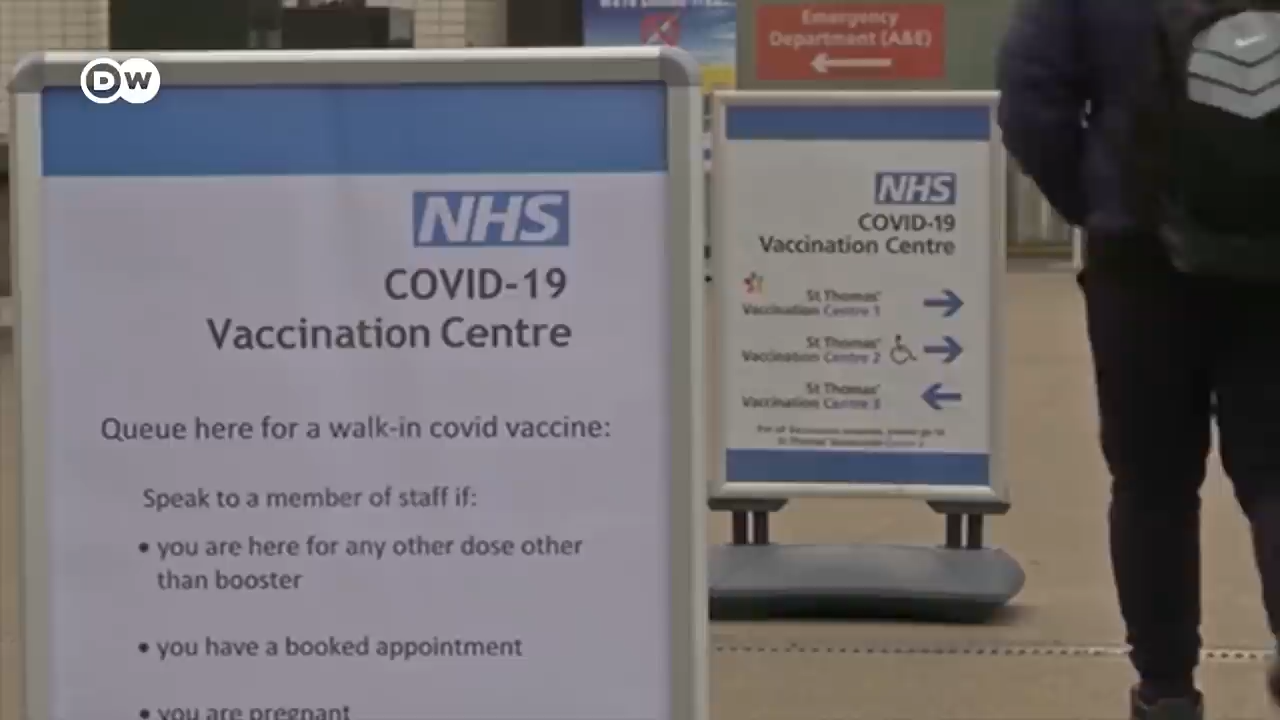 DW
NHS
COVID-19
Vaccination Centre
Queue here for a walk-in covid vaccine:
Speak to a member of staff if:
• you are here for any other dose other
than booster
• you have a booked appointment
• you are pregnant
Emergency
Department (A&E)
NHS
COVID-19
Vaccination Centre
St Thomas'
Vaccination Centre 1
St Thomas'
Vaccination Centre 2
St Thomas'
Vaccination Centre 3